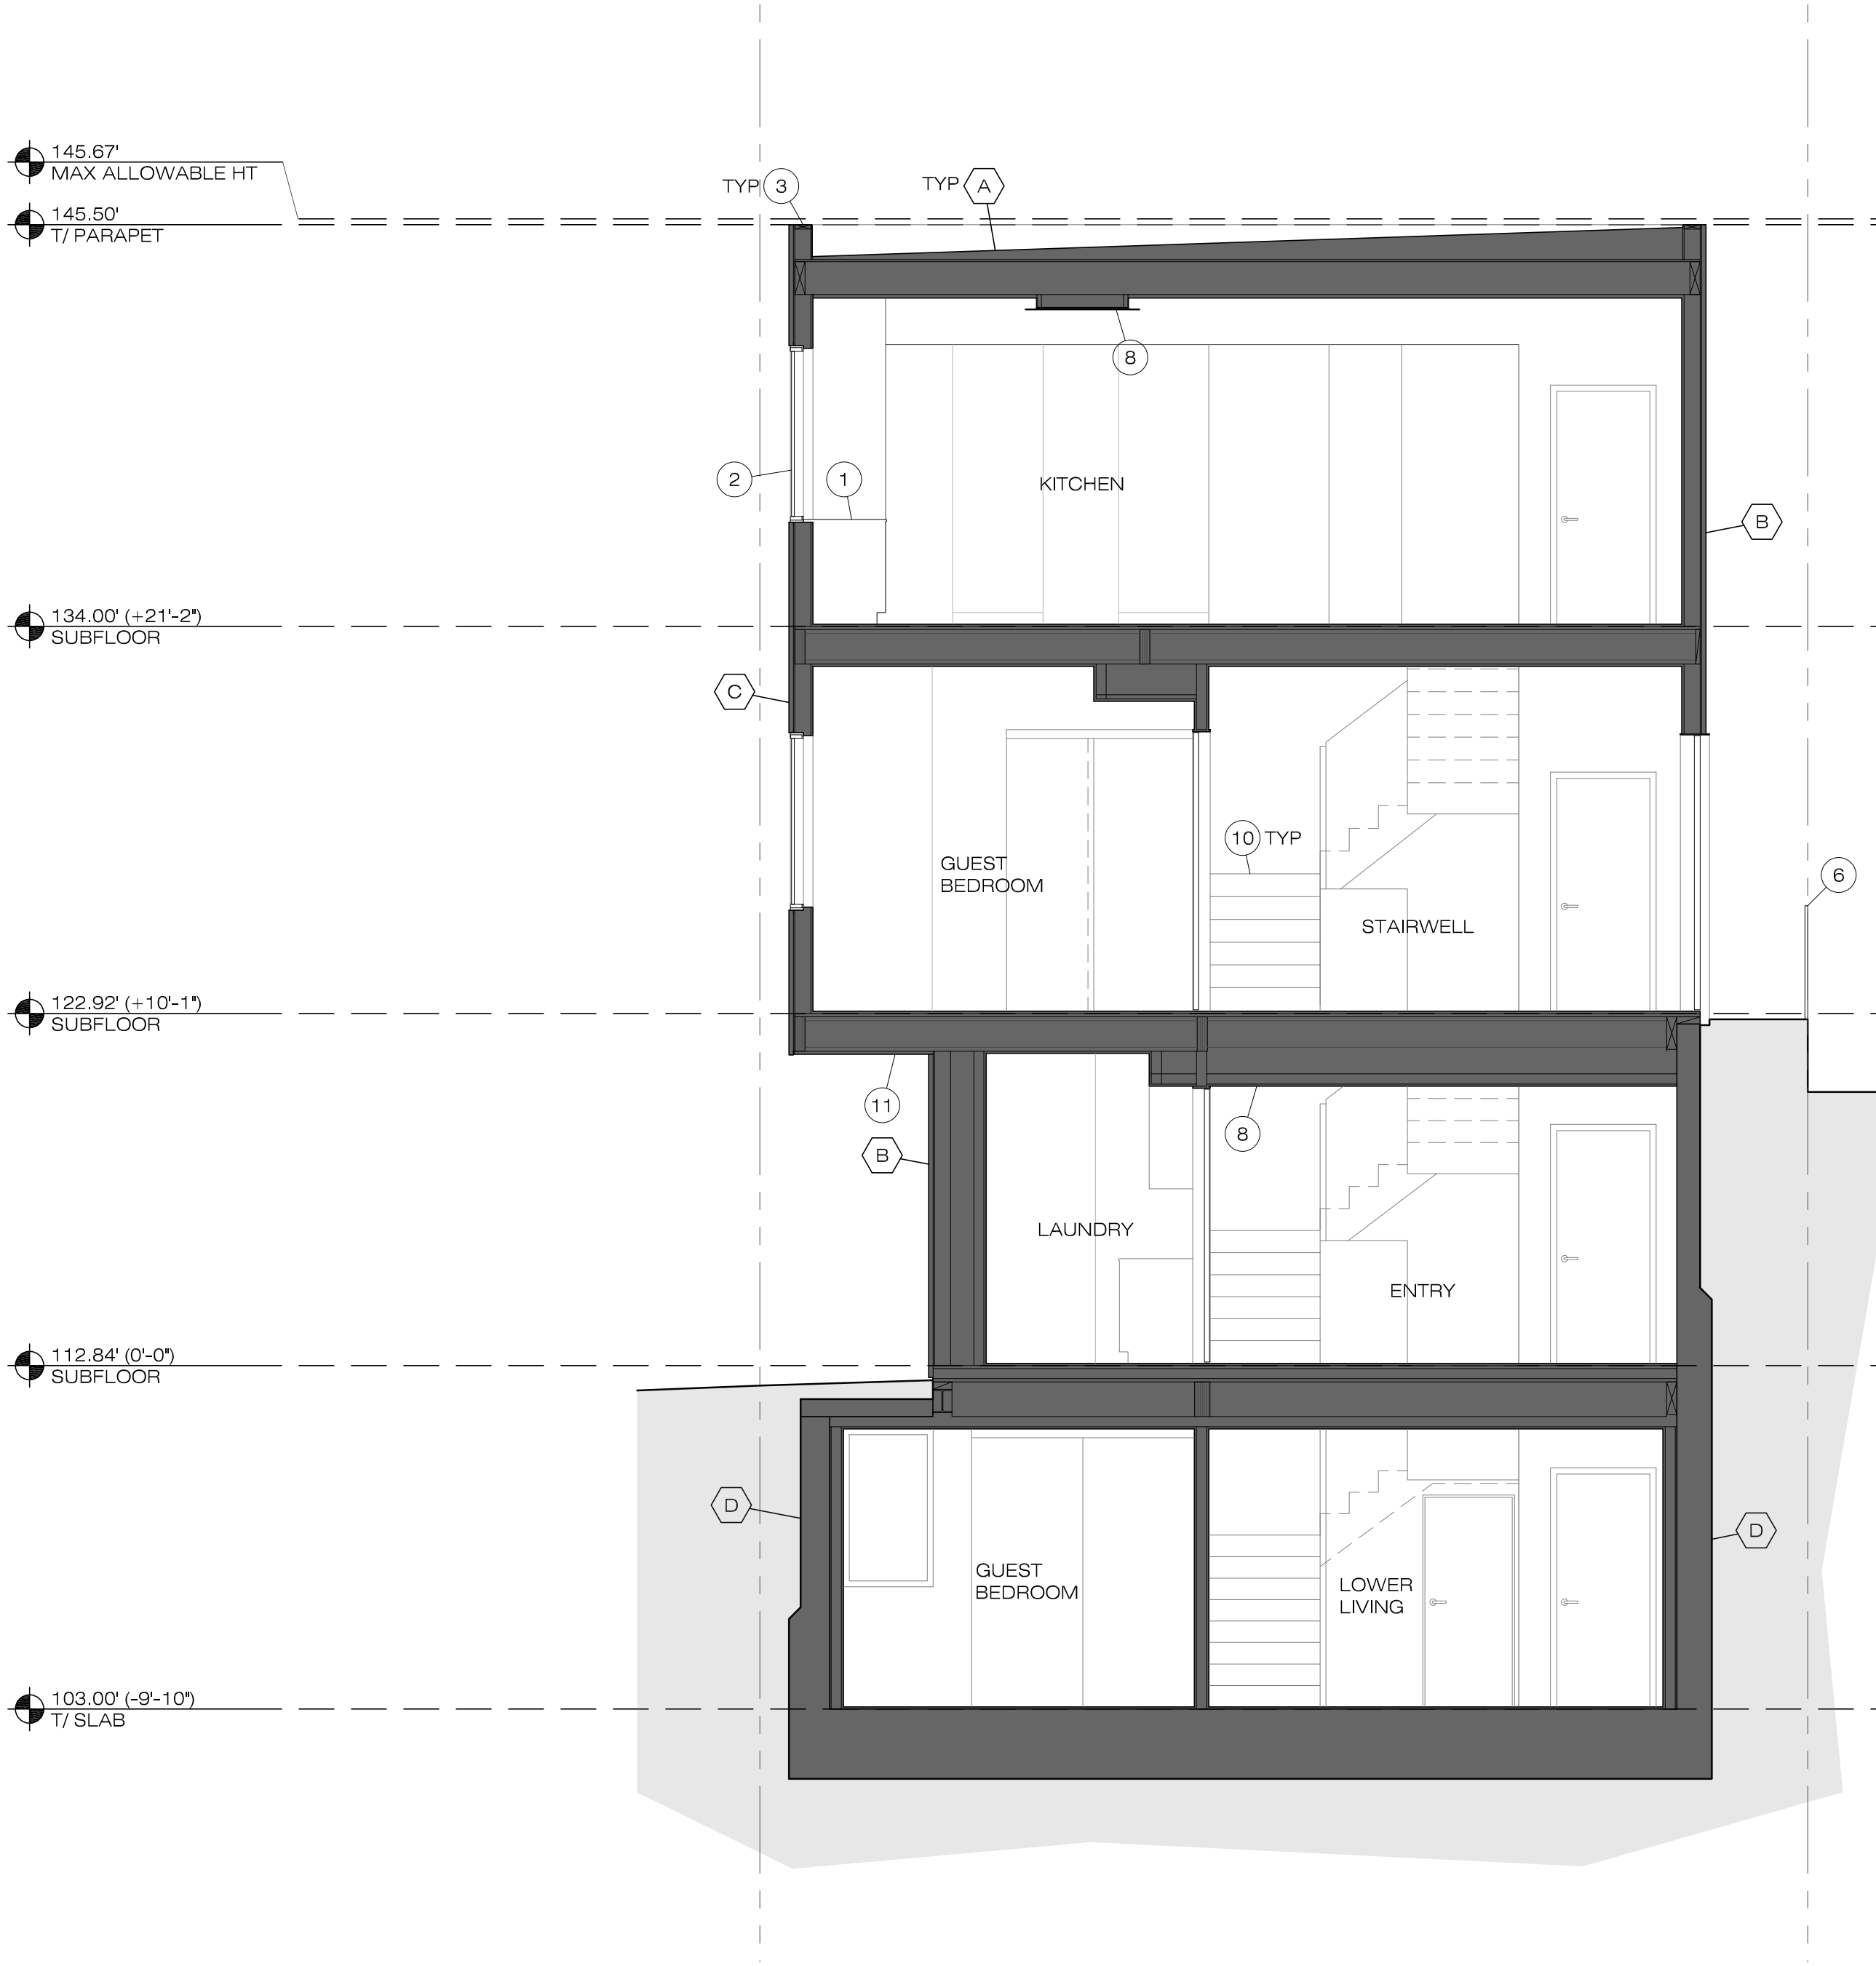 145.67'
MAX ALLOWABLE HT
145.50'
T/ PARAPET
TYP 3
TYP A
8
2
1
KITCHEN
B
134.00' (+21'-2")
SUBFLOOR
C
10 TYP
GUEST
BEDROOM
STAIRWELL
6
122.92' (+10'-1")
SUBFLOOR
11
8
B
LAUNDRY
ENTRY
112.84' (0'-0")
SUBFLOOR
D
D
GUEST
BEDROOM
LOWER
LIVING
103.00' (-9'-10")
T/ SLAB